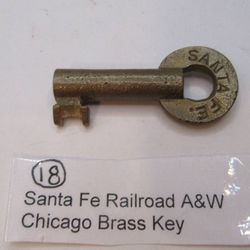 SANTA FE.
18
Santa Fe Railroad A&W
Chicago Brass Key